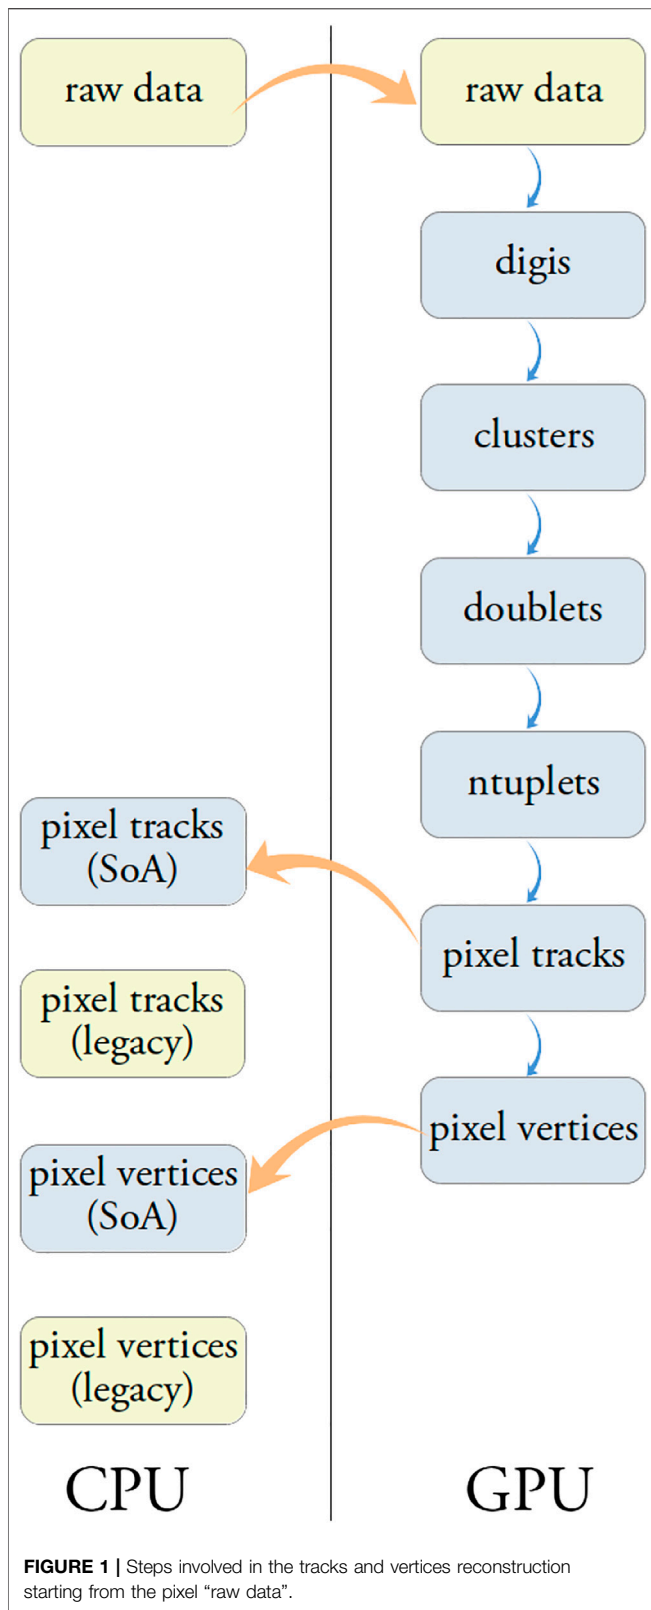 raw data
raw data
digis
clusters
doublets
ntuplets
pixel tracks
(SoA)
pixel tracks
pixel tracks
(legacy)
pixel vertices
pixel vertices
(SoA)
pixel vertices
(legacy)
CPU
GPU
FIGURE 1 | Steps involved in the tracks and vertices reconstruction
starting from the pixel “raw data”.